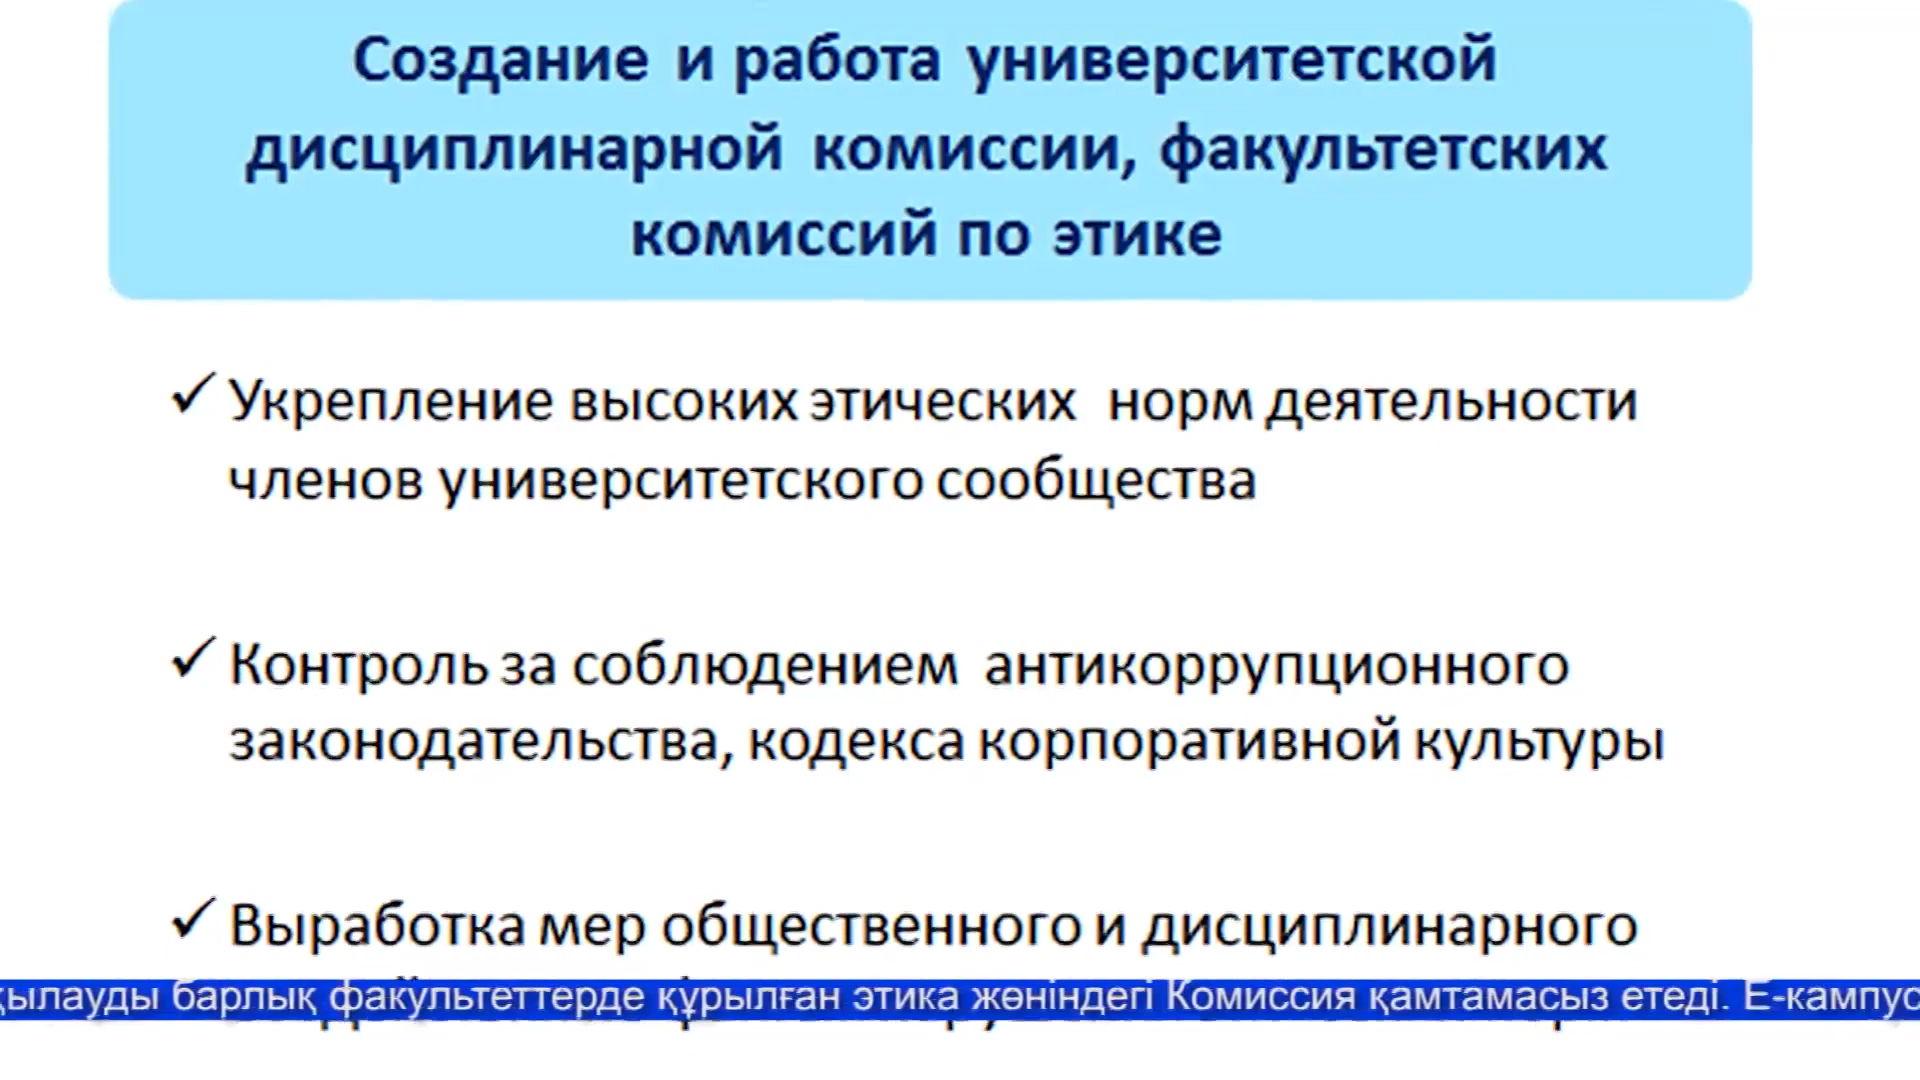 Создание и работа университетской
дисциплинарной комиссии, факультетских
комиссий по этике
✓ Укрепление высоких этических норм деятельности
членов университетского сообщества
✓ Контроль за соблюдением антикоррупционного
законодательства, кодекса корпоративной культуры
✓ Выработка мер общественного и дисциплинарного
қылауды барлық факультеттерде құрылған этика жөніндегі Комиссия қамтамасыз етеді. Е-кампус